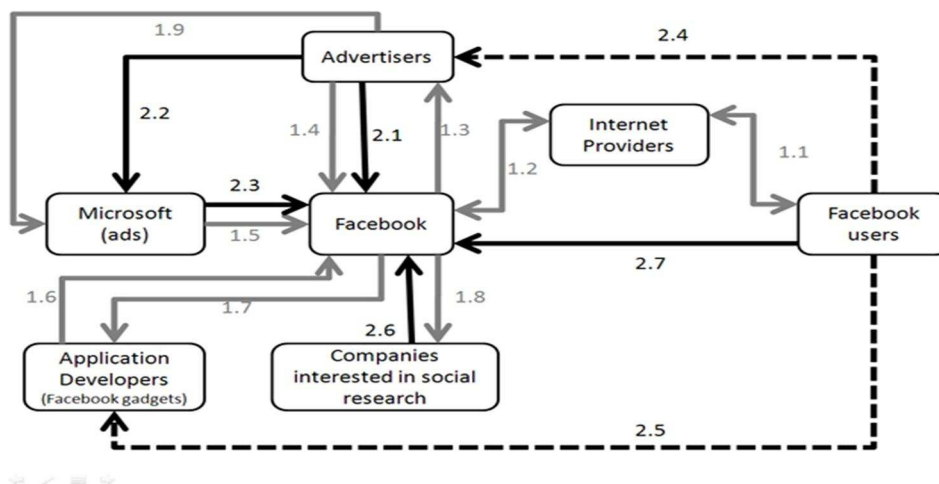 1.9
Advertisers
2.4
2.2
1.4
2.1
1.3
Internet
Providers
1.2
1.1
2.3
Microsoft
(ads)
1.5
Facebook
Facebook
users
2.7
1.6
1.7
1.8
2.6
Application
Developers
(Facebook gadgets)
Companies
interested in social
research
2.5